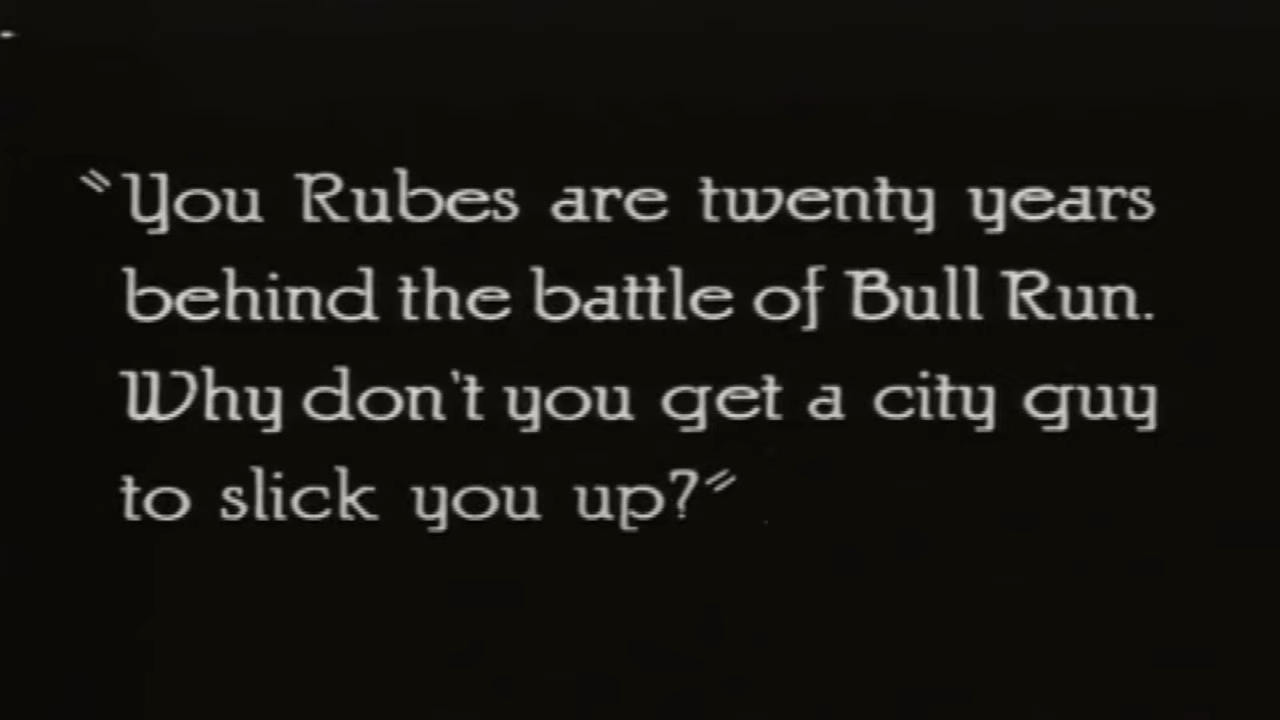 "You Rubes are twenty years
behind the battle of Bull Run.
Why don't you get a city guy
to slick you up?"